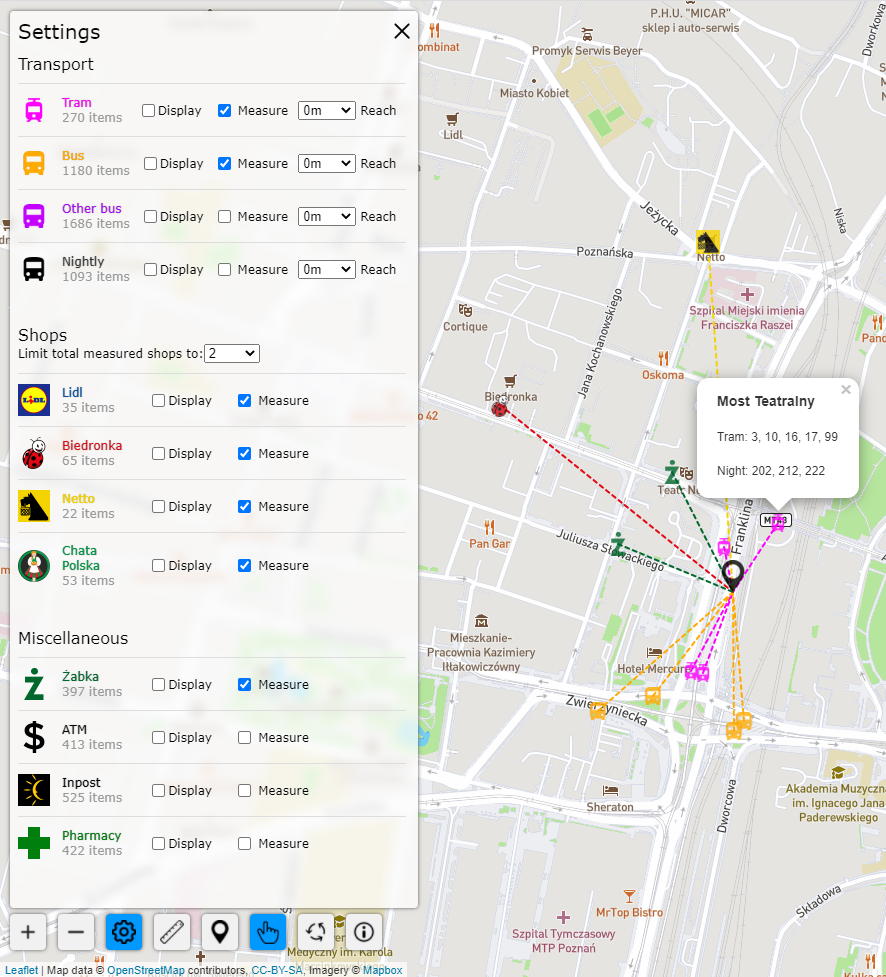 Settings
Transport
Tram
270 items
Display
Measure
0m
Reach
Bus
1180 items
Display
Measure
0m
Reach
Other bus
1686 items
Display
Measure
0m
Reach
Nightly
1093 items
Display
Measure
0m
Reach
Shops
Limit total measured shops to:
2
LiDL
Lidl
35 items
Display
Measure
Biedronka
65 items
Display
Measure
Netto
22 items
Display
Measure
Chata
Polska
53 items
Display
Measure
Miscellaneous
Żabka
397 items
Display
Measure
ATM
413 items
Display
Measure
Inpost
525 items
Display
Measure
Pharmacy
422 items
Display
Measure
Leaflet | Map data © OpenStreetMap contributors, CC-BY-SA, Imagery © Mapbox
P.H.U. "MICAR"
sklep i auto-serwis
Promyk Serwis Beyer
Dworkowa
Miasto Kobiet
Lidl
Jeżycka
Niska
Poznańska
Netto
Szpital Miejski imienia
Franciszka Raszei
Cortique
Jana Kochanowskiego
Oskoma
Biedronka
Most Teatralny
Tram: 3, 10, 16, 17, 99
Night: 202, 212, 222
Franklina
Pan Gar
Juliusza Słowackiego
Mieszkanie-
Pracownia Kazimiery
Iłłakowiczówny
Hotel Mercure
Zwierzyniecka
Dworcowa
Akademia Muzyczna
im. Ignacego Jana
Paderewskiego
Sheraton
MrTop Bistro
Składowa
Szpital Tymczasowy
MTP Poznań
Medyczny im. Karola